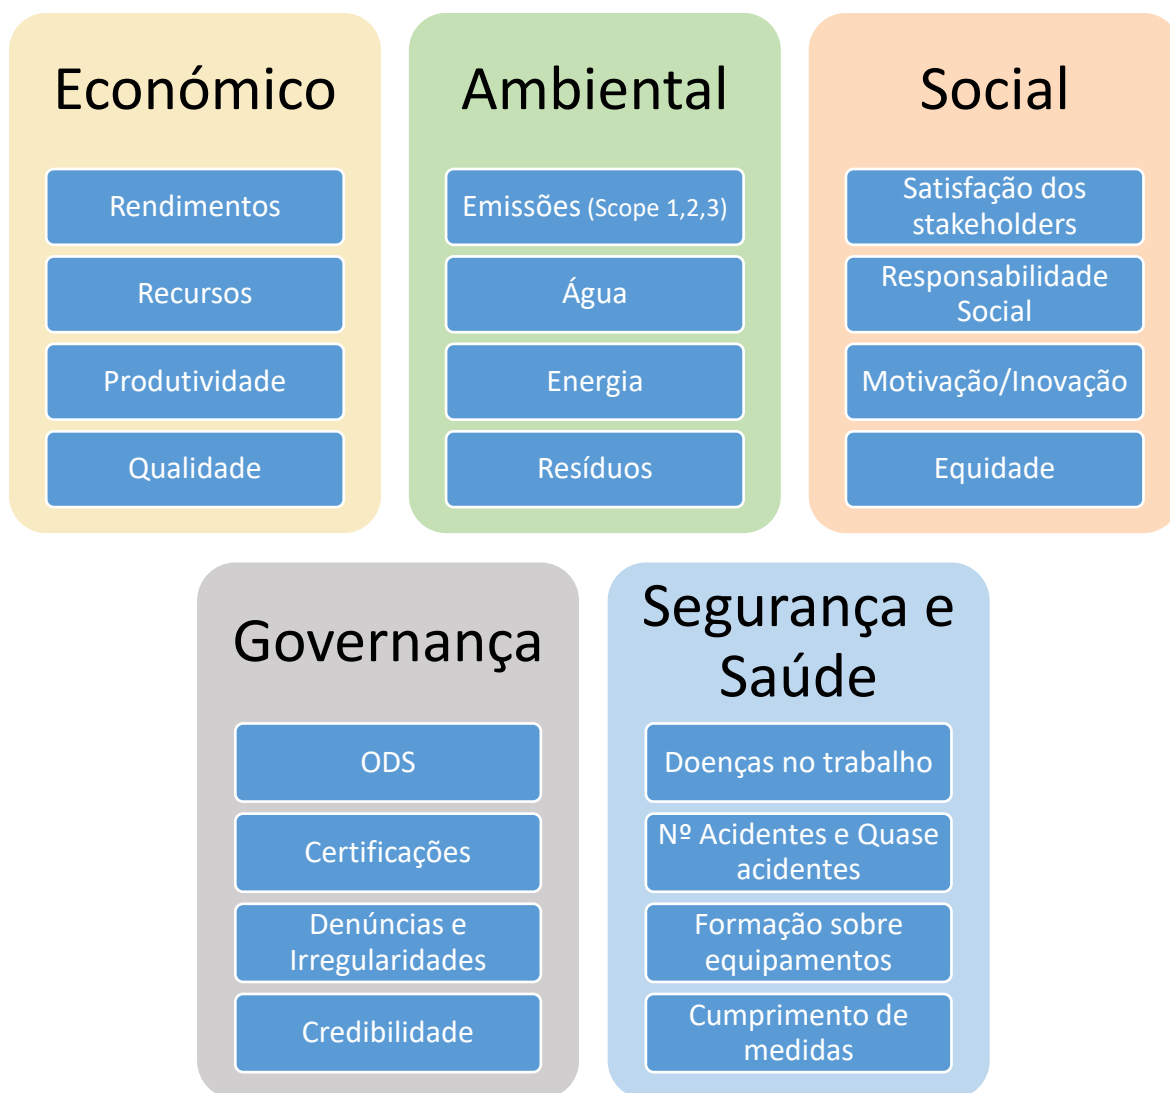 Económico
Rendimentos
Recursos
Produtividade
Qualidade
Ambiental
Emissões (Scope 1,2,3)
Água
Energia
Resíduos
Social
Satisfação dos
stakeholders
Responsabilidade
Social
Motivação/Inovação
Equidade
Governança
ODS
Certificações
Denúncias e
Irregularidades
Credibilidade
Segurança e
Saúde
Doenças no trabalho
Nº Acidentes e Quase
acidentes
Formação sobre
equipamentos
Cumprimento de
medidas